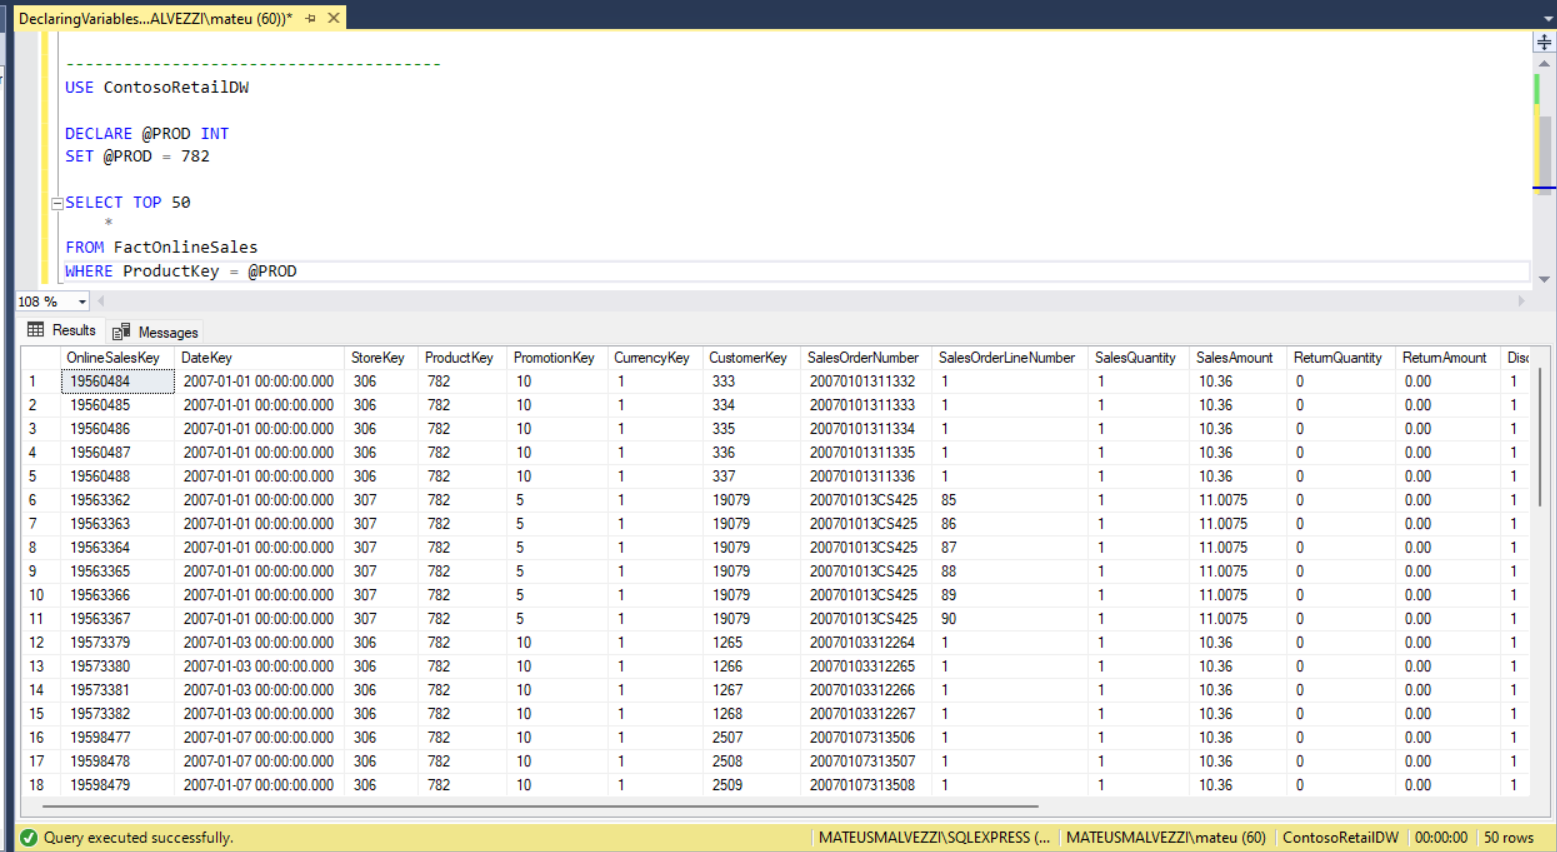 DeclaringVariables...ALVEZZI\mateu (60))*
---------------------------------------
USE ContosoRetailDW
DECLARE @PROD INT
SET @PROD = 782
SELECT TOP 50
*
FROM FactOnlineSales
WHERE ProductKey = @PROD
108 %
Results Messages
OnlineSalesKey DateKey StoreKey ProductKey PromotionKey CurrencyKey CustomerKey SalesOrderNumber SalesOrderLineNumber SalesQuantity SalesAmount ReturnQuantity ReturnAmount Disc
1 19560484 2007-01-01 00:00:00.000 306 782 10 1 333 20070101311332 1 1 10.36 0 0.00 1
2 19560485 2007-01-01 00:00:00.000 306 782 10 1 334 20070101311333 1 1 10.36 0 0.00 1
3 19560486 2007-01-01 00:00:00.000 306 782 10 1 335 20070101311334 1 1 10.36 0 0.00 1
4 19560487 2007-01-01 00:00:00.000 306 782 10 1 336 20070101311335 1 1 10.36 0 0.00 1
5 19560488 2007-01-01 00:00:00.000 306 782 10 1 337 20070101311336 1 1 10.36 0 0.00 1
6 19563362 2007-01-01 00:00:00.000 307 782 5 1 19079 200701013CS425 85 1 11.0075 0 0.00 1
7 19563363 2007-01-01 00:00:00.000 307 782 5 1 19079 200701013CS425 86 1 11.0075 0 0.00 1
8 19563364 2007-01-01 00:00:00.000 307 782 5 1 19079 200701013CS425 87 1 11.0075 0 0.00 1
9 19563365 2007-01-01 00:00:00.000 307 782 5 1 19079 200701013CS425 88 1 11.0075 0 0.00 1
10 19563366 2007-01-01 00:00:00.000 307 782 5 1 19079 200701013CS425 89 1 11.0075 0 0.00 1
11 19563367 2007-01-01 00:00:00.000 307 782 5 1 19079 200701013CS425 90 1 11.0075 0 0.00 1
12 19573379 2007-01-03 00:00:00.000 306 782 10 1 1265 20070103312264 1 1 10.36 0 0.00 1
13 19573380 2007-01-03 00:00:00.000 306 782 10 1 1266 20070103312265 1 1 10.36 0 0.00 1
14 19573381 2007-01-03 00:00:00.000 306 782 10 1 1267 20070103312266 1 1 10.36 0 0.00 1
15 19573382 2007-01-03 00:00:00.000 306 782 10 1 1268 20070103312267 1 1 10.36 0 0.00 1
16 19598477 2007-01-07 00:00:00.000 306 782 10 1 2507 20070107313506 1 1 10.36 0 0.00 1
17 19598478 2007-01-07 00:00:00.000 306 782 10 1 2508 20070107313507 1 1 10.36 0 0.00 1
18 19598479 2007-01-07 00:00:00.000 306 782 10 1 2509 20070107313508 1 1 10.36 0 0.00 1
Query executed successfully. MATEUSMALVEZZI\SQLEXPRESS (... MATEUSMALVEZZI\mateu (60) ContosoRetailDW 00:00:00 50 rows